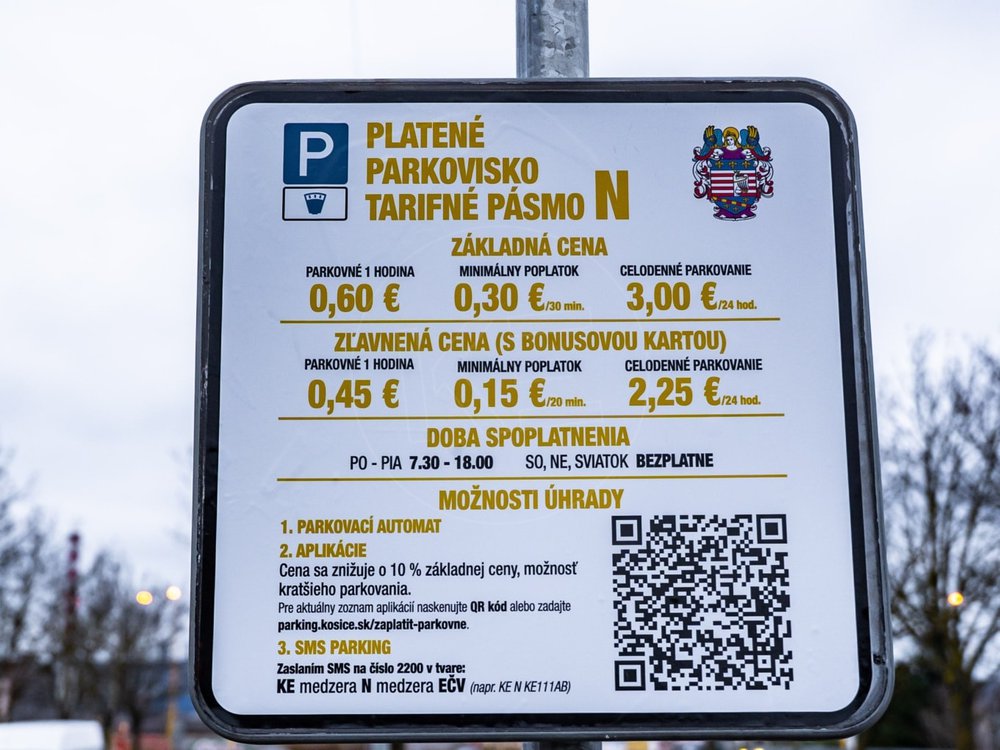 P
PLATENÉ
PARKOVISKO
TARIFNÉ PÁSMO N
ZÁKLADNÁ CENA
PARKOVNÉ 1 HODINA MINIMÁLNY POPLATOK CELODENNÉ PARKOVANIE
0,60 € 0,30 €/30 min. 3,00 €/24 hod.
ZĽAVNENÁ CENA (S BONUSOVOU KARTOU)
PARKOVNÉ 1 HODINA MINIMÁLNY POPLATOK CELODENNÉ PARKOVANIE
0,45 € 0,15 €/20 min. 2,25 €/24 hod.
DOBA SPOPLATNENIA
PO - PIA 7.30 - 18.00 SO, NE, SVIATOK BEZPLATNE
MOŽNOSTI ÚHRADY
1. PARKOVACÍ AUTOMAT
2. APLIKÁCIE
Cena sa znižuje o 10 % základnej ceny, možnosť
kratšieho parkovania.
Pre aktuálny zoznam aplikácií naskenujte QR kód alebo zadajte
parking.kosice.sk/zaplatit-parkovne.
3. SMS PARKING
Zaslaním SMS na číslo 2200 v tvare:
KE medzera N medzera EČV (napr. KE N KE111AB)